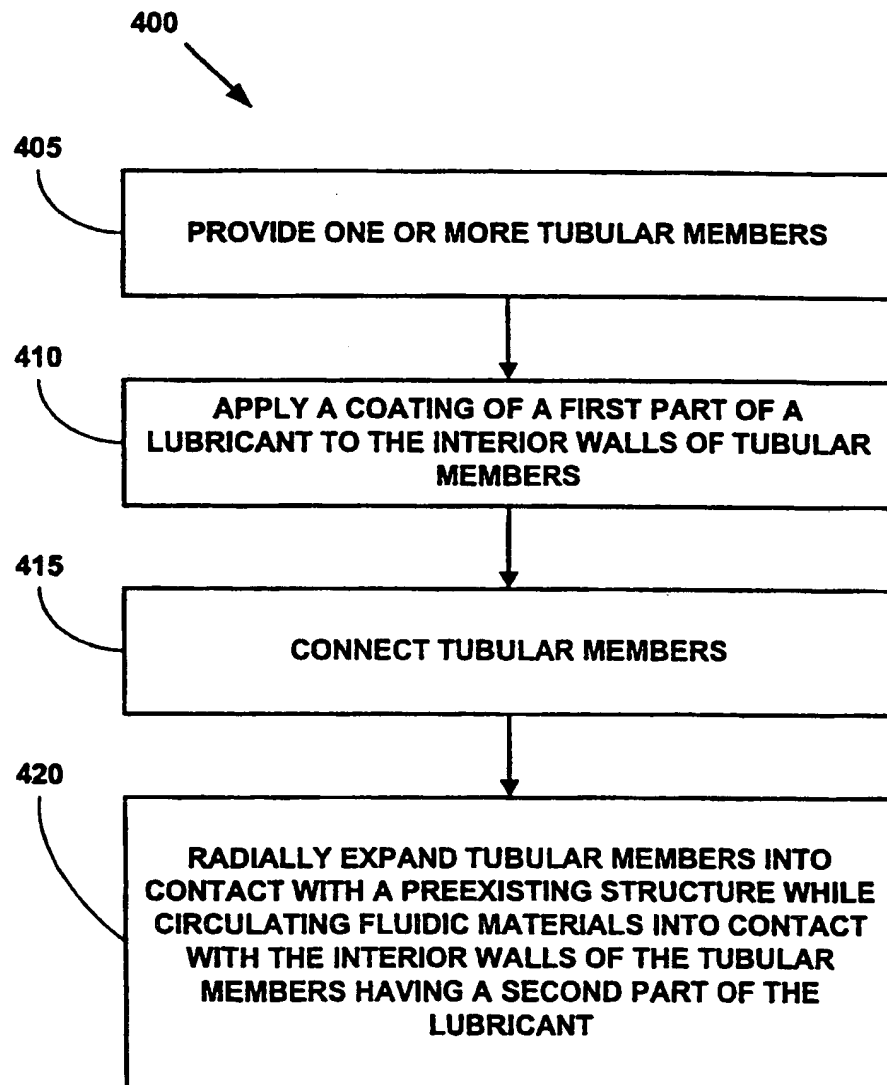 400
405
PROVIDE ONE OR MORE TUBULAR MEMBERS
410
APPLY A COATING OF A FIRST PART OF A
LUBRICANT TO THE INTERIOR WALLS OF TUBULAR
MEMBERS
415
CONNECT TUBULAR MEMBERS
420
RADIALLY EXPAND TUBULAR MEMBERS INTO
CONTACT WITH A PREEXISTING STRUCTURE WHILE
CIRCULATING FLUIDIC MATERIALS INTO CONTACT
WITH THE INTERIOR WALLS OF THE TUBULAR
MEMBERS HAVING A SECOND PART OF THE
LUBRICANT